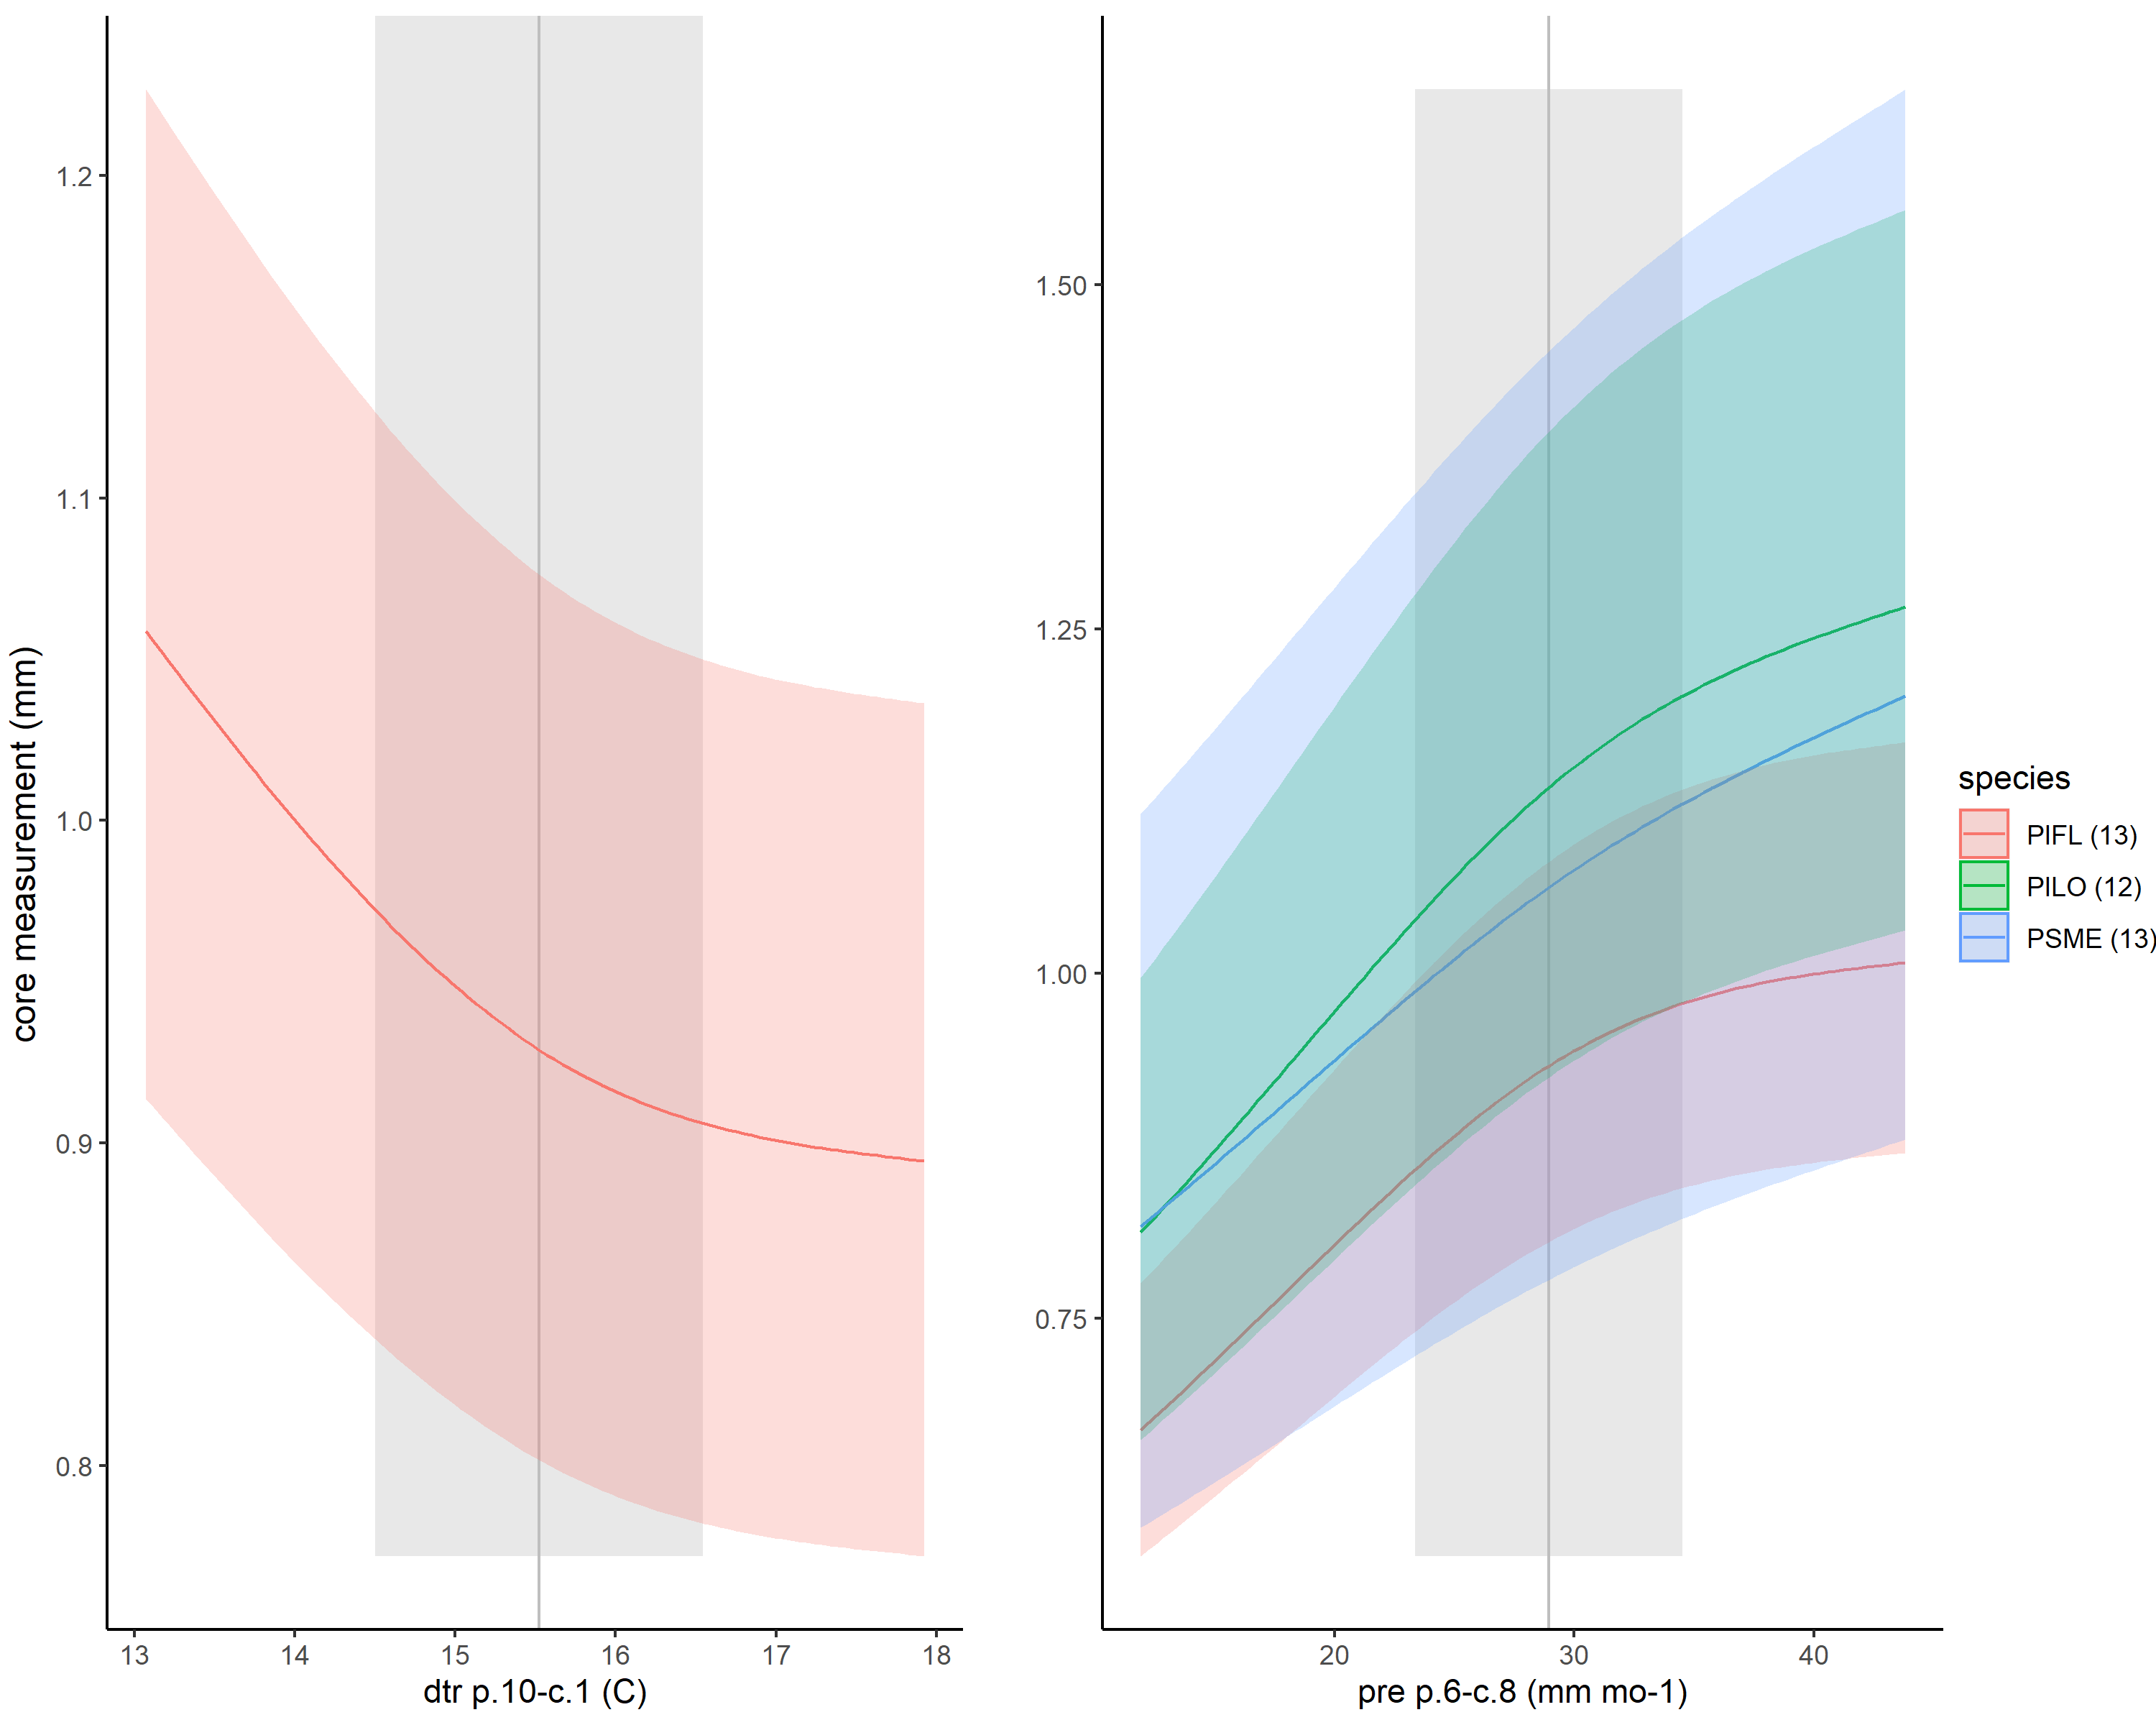 core measurement (mm)
1.2
1.1
1.0
0.9
0.8
13 14 15 16 17 18
dtr p.10-c.1 (C)
1.50
1.25
1.00
0.75
20 30 40
pre p.6-c.8 (mm mo-1)
species
PIFL (13)
PILO (12)
PSME (13)